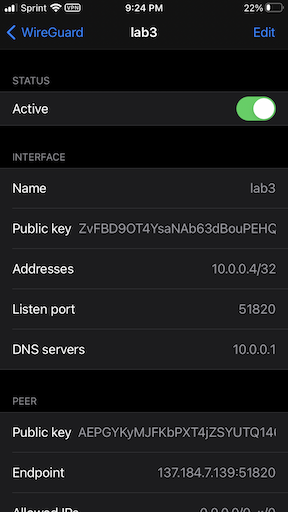 Sprint VPN 9:24 PM 22%
WireGuard lab3 Edit
STATUS
Active
INTERFACE
Name lab3
Public key ZvFBD9OT4YsaNAb63dBouPEHQ
Addresses 10.0.0.4/32
Listen port 51820
DNS servers 10.0.0.1
PEER
Public key AEPGYKyMJFKbPXT4jZSYUTQ14
Endpoint 137.184.7.139:51820
Allowed IPs